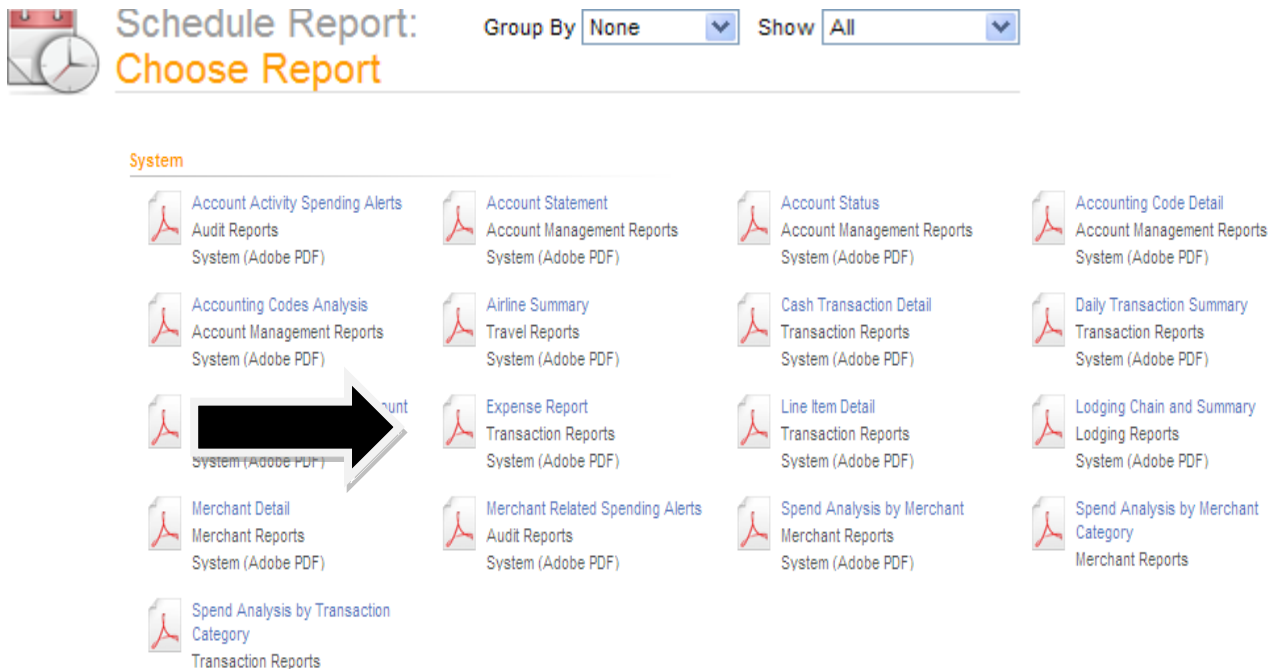 Schedule Report:
Group By None
Show All
Choose Report
System
Account Activity Spending Alerts
Audit Reports
System (Adobe PDF)
Account Statement
Account Management Reports
System (Adobe PDF)
Account Status
Account Management Reports
System (Adobe PDF)
Accounting Code Detail
Account Management Reports
System (Adobe PDF)
Accounting Codes Analysis
Account Management Reports
System (Adobe PDF)
Airline Summary
Travel Reports
System (Adobe PDF)
Cash Transaction Detail
Transaction Reports
System (Adobe PDF)
Daily Transaction Summary
Transaction Reports
System (Adobe PDF)
System (Adobe PDF)
Expense Report
Transaction Reports
System (Adobe PDF)
Line Item Detail
Transaction Reports
System (Adobe PDF)
Lodging Chain and Summary
Lodging Reports
System (Adobe PDF)
Merchant Detail
Merchant Reports
System (Adobe PDF)
Merchant Related Spending Alerts
Audit Reports
System (Adobe PDF)
Spend Analysis by Merchant
Merchant Reports
System (Adobe PDF)
Spend Analysis by Merchant
Category
Merchant Reports
Spend Analysis by Transaction
Category
Transaction Reports